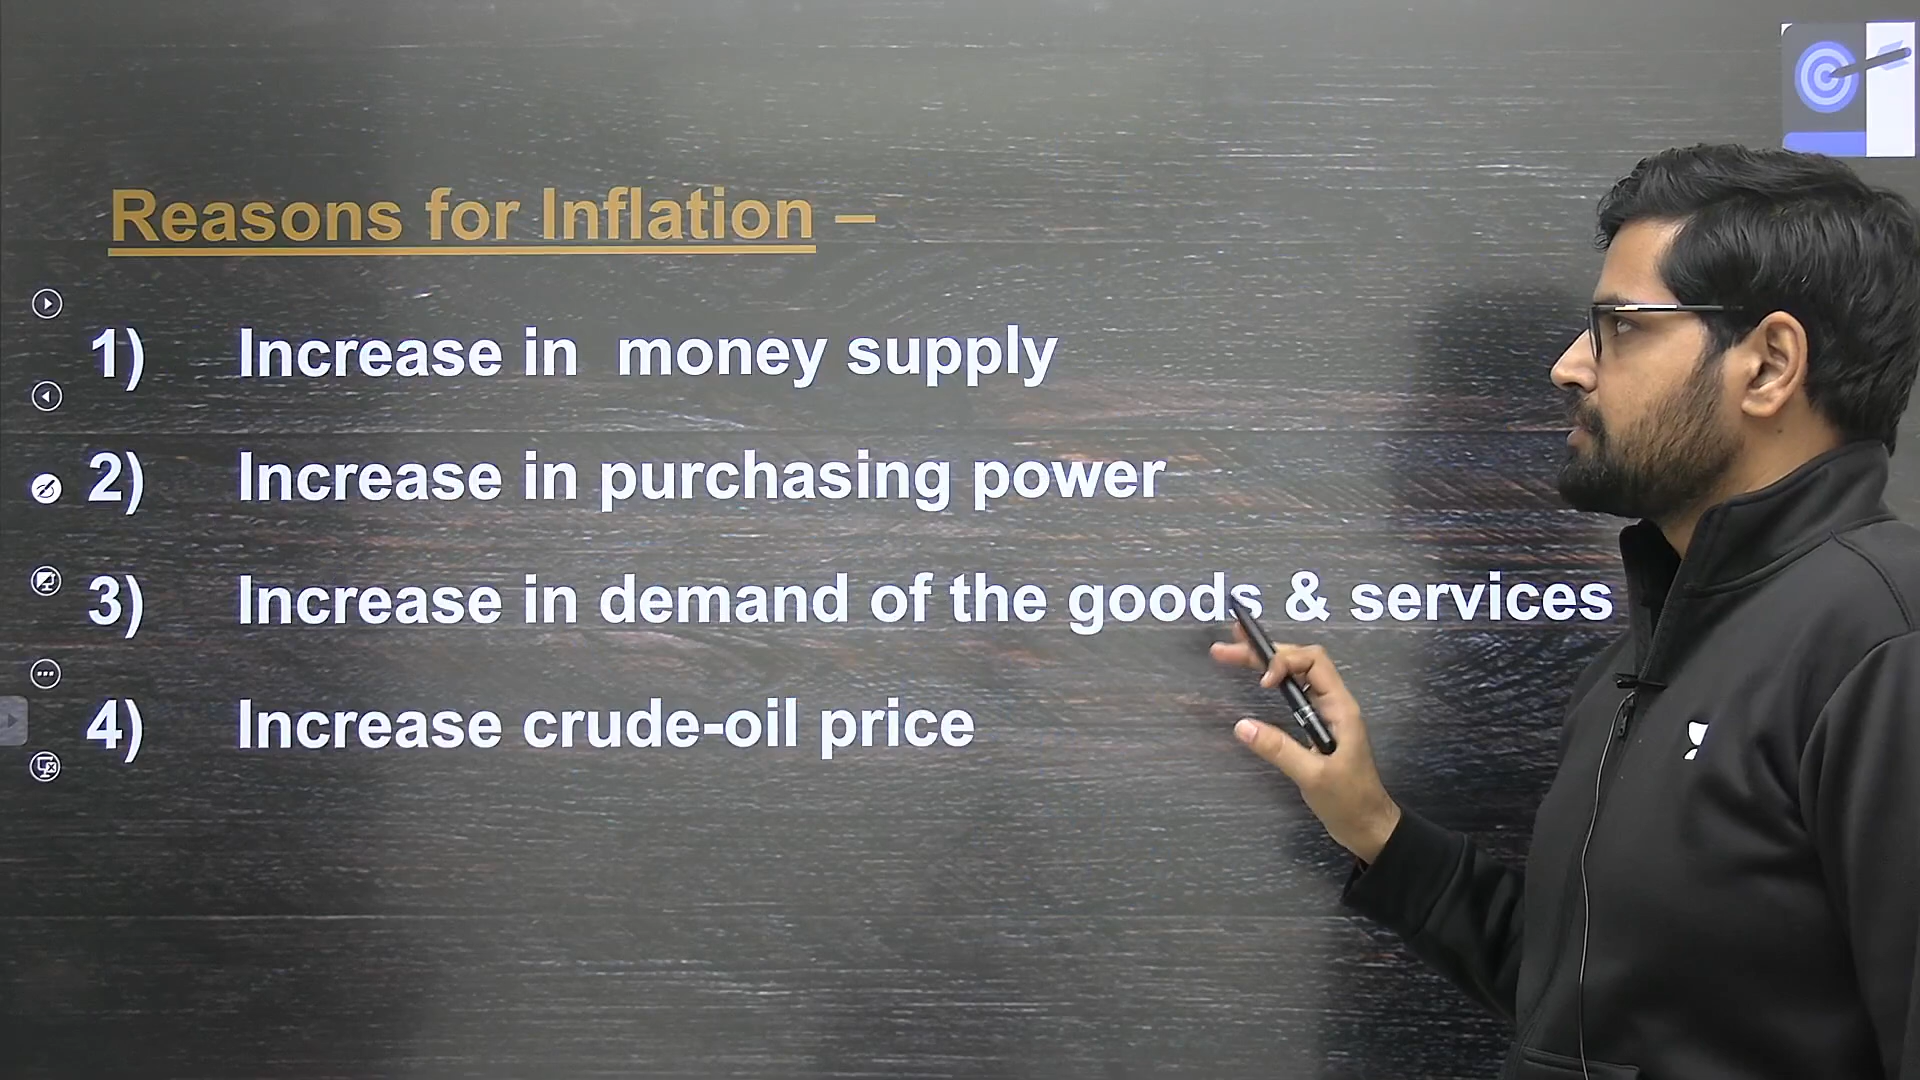 Reasons for Inflation –
1) Increase in money supply
2) Increase in purchasing power
3) Increase in demand of the goods & services
4) Increase crude-oil price